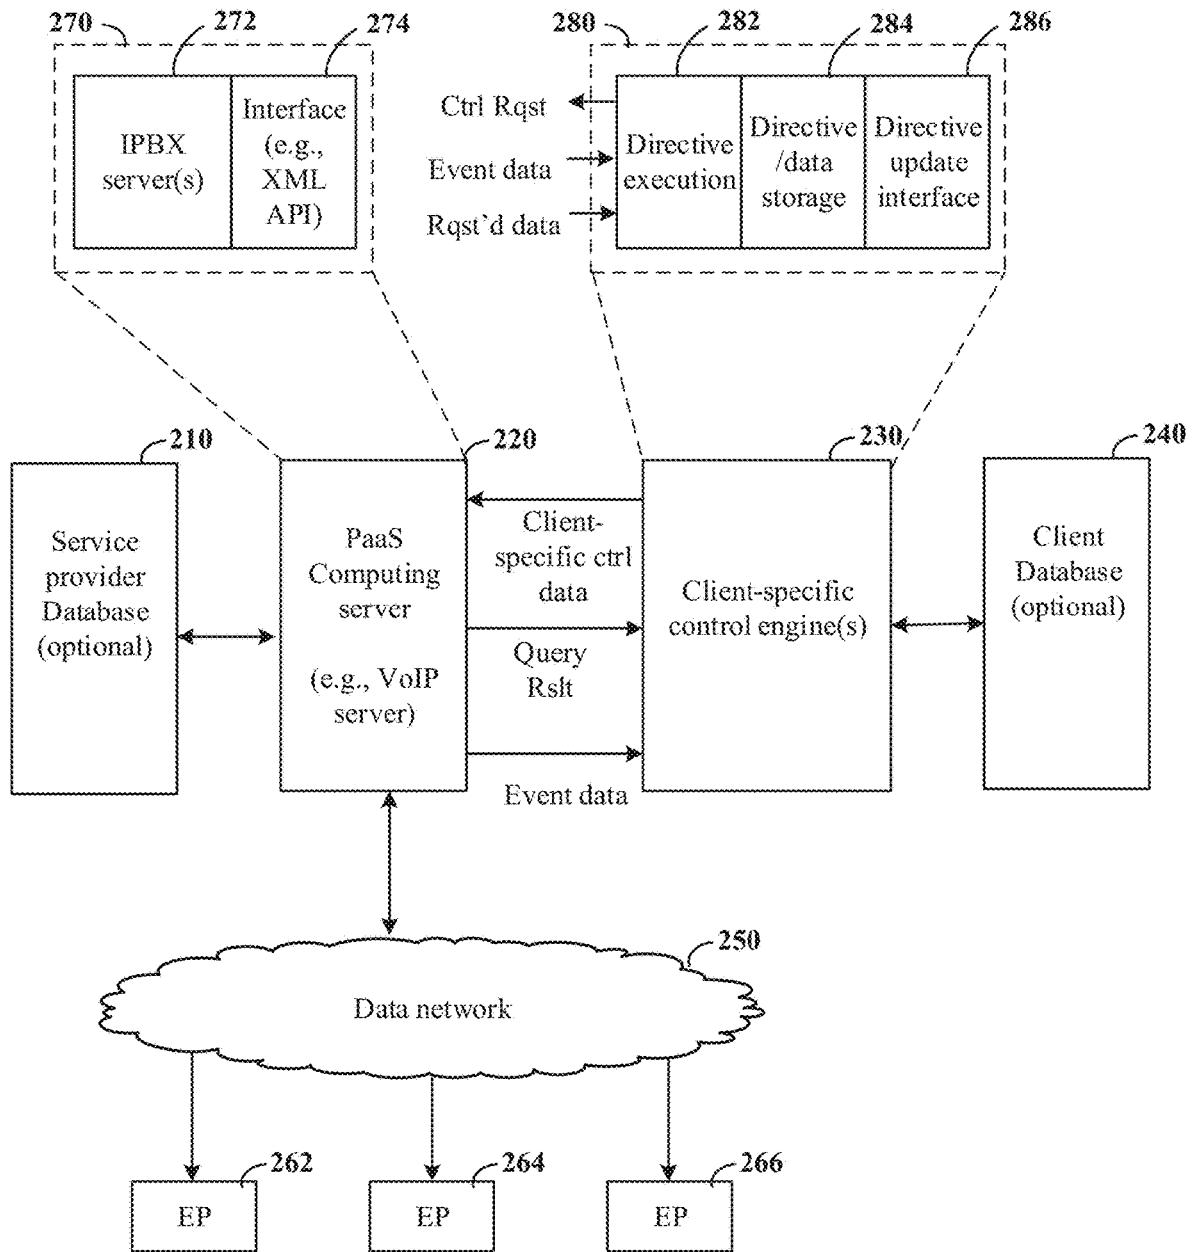 270
272
274
280
282
284
286
IPBX
server(s)
Interface
(e.g.,
XML
API)
Ctrl Rqst
Event data
Rqst'd data
Directive
execution
Directive
/data
storage
Directive
update
interface
210
220
230
240
Service
provider
Database
(optional)
PaaS
Computing
server
(e.g., VoIP
server)
Client-
specific ctrl
data
Query
Rslt
Event data
Client-specific
control engine(s)
Client
Database
(optional)
250
Data network
262
264
266
EP
EP
EP